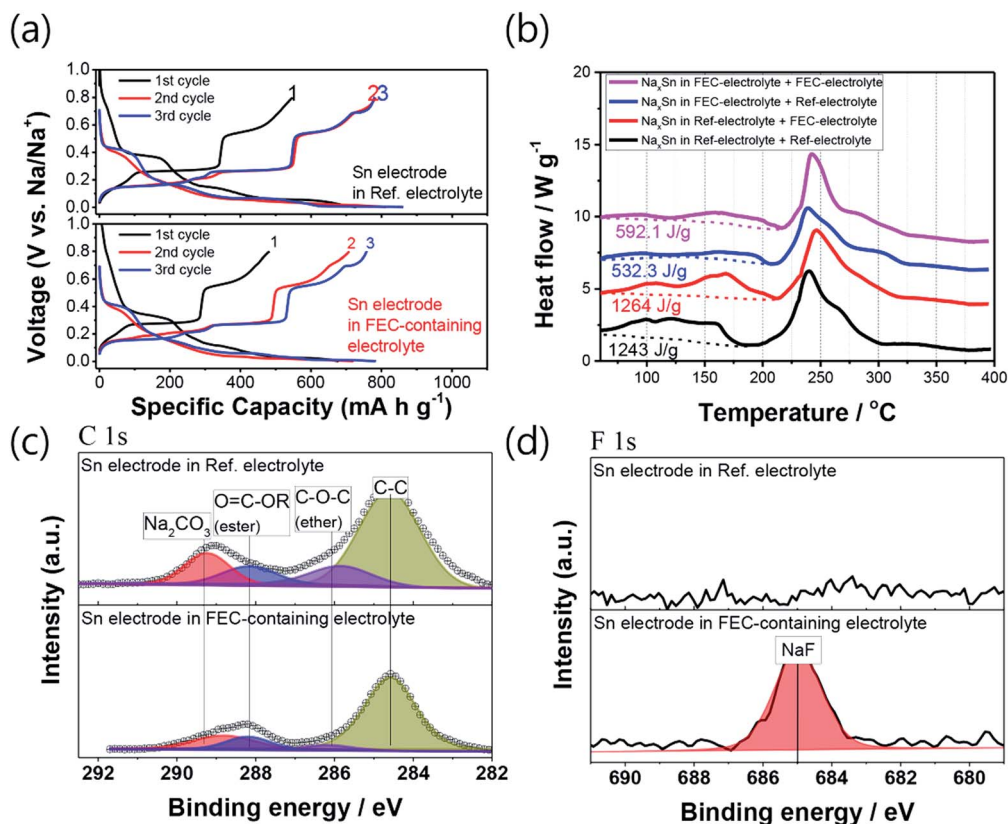 (a)
1st cycle
2nd cycle
3rd cycle
1
2
3
Sn electrode
in Ref. electrolyte
1.0
0.8
0.6
0.4
0.2
0.0
1st cycle
2nd cycle
3rd cycle
1
2
3
Sn electrode
in FEC-containing
electrolyte
1.0
0.8
0.6
0.4
0.2
0.0
0 200 400 600 800 1000
Voltage (V vs. Na/Na⁺)
Specific Capacity (mA h g⁻¹)
(b)
NaₓSn in FEC-electrolyte + FEC-electrolyte
NaₓSn in FEC-electrolyte + Ref-electrolyte
NaₓSn in Ref-electrolyte + FEC-electrolyte
NaₓSn in Ref-electrolyte + Ref-electrolyte
592.1 J/g
532.3 J/g
1264 J/g
1243 J/g
20
15
10
5
0
100 150 200 250 300 350 400
Heat flow / W g⁻¹
Temperature / °C
(c)
C 1s
Sn electrode in Ref. electrolyte
Na₂CO₃
O=C-OR
(ester)
C-O-C
(ether)
C-C
Sn electrode in FEC-containing electrolyte
292 290 288 286 284 282
Intensity (a.u.)
Binding energy / eV
(d)
F 1s
Sn electrode in Ref. electrolyte
Sn electrode in FEC-containing electrolyte
NaF
690 688 686 684 682 680
Intensity (a.u.)
Binding energy / eV